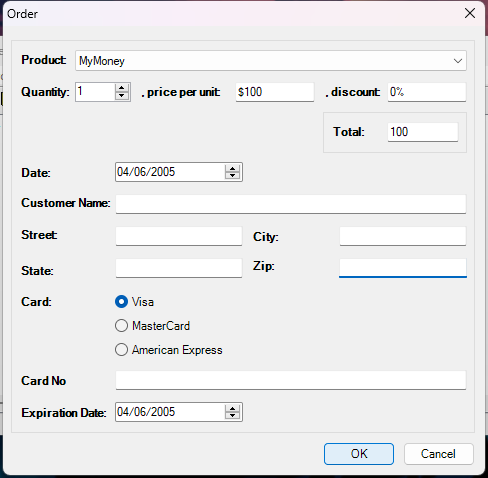 Order
Product: MyMoney
Quantity: 1 , price per unit: $100 , discount: 0%
Total: 100
Date: 04/06/2005
Customer Name:
Street: City:
State: Zip:
Card: Visa
MasterCard
American Express
Card No
Expiration Date: 04/06/2005
OK Cancel